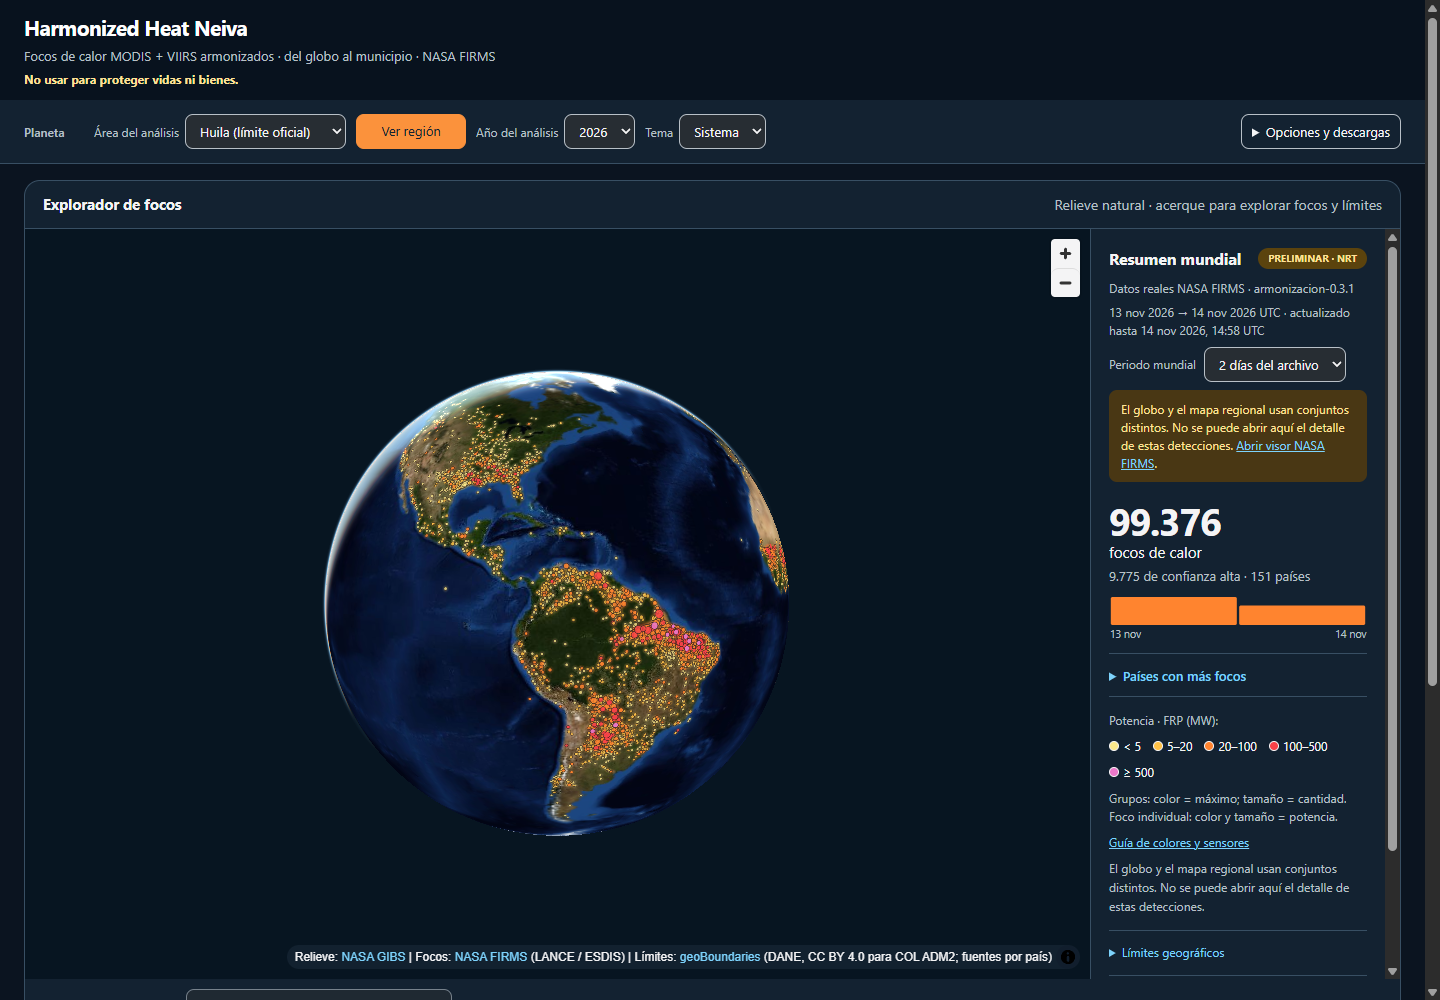 Harmonized Heat Neiva
Focos de calor MODIS + VIIRS armonizados · del globo al municipio · NASA FIRMS
No usar para proteger vidas ni bienes.
Planeta
Área del análisis
Huila (límite oficial)
Ver región
Año del análisis
2026
Tema
Sistema
▶ Opciones y descargas
Explorador de focos
Relieve natural · acerque para explorar focos y límites
+
−
Resumen mundial
PRELIMINAR · NRT
Datos reales NASA FIRMS · armonizacion-0.3.1
13 nov 2026 → 14 nov 2026 UTC · actualizado
hasta 14 nov 2026, 14:58 UTC
Periodo mundial
2 días del archivo
El globo y el mapa regional usan conjuntos
distintos. No se puede abrir aquí el detalle
de estas detecciones. Abrir visor NASA
FIRMS.
99.376
focos de calor
9.775 de confianza alta · 151 países
13 nov
14 nov
▶ Países con más focos
Potencia · FRP (MW):
< 5
5–20
20–100
100–500
≥ 500
Grupos: color = máximo; tamaño = cantidad.
Foco individual: color y tamaño = potencia.
Guía de colores y sensores
El globo y el mapa regional usan conjuntos
distintos. No se puede abrir aquí el detalle de
estas detecciones.
▶ Límites geográficos
Relieve: NASA GIBS | Focos: NASA FIRMS (LANCE / ESDIS) | Límites: geoBoundaries (DANE, CC BY 4.0 para COL ADM2; fuentes por país)